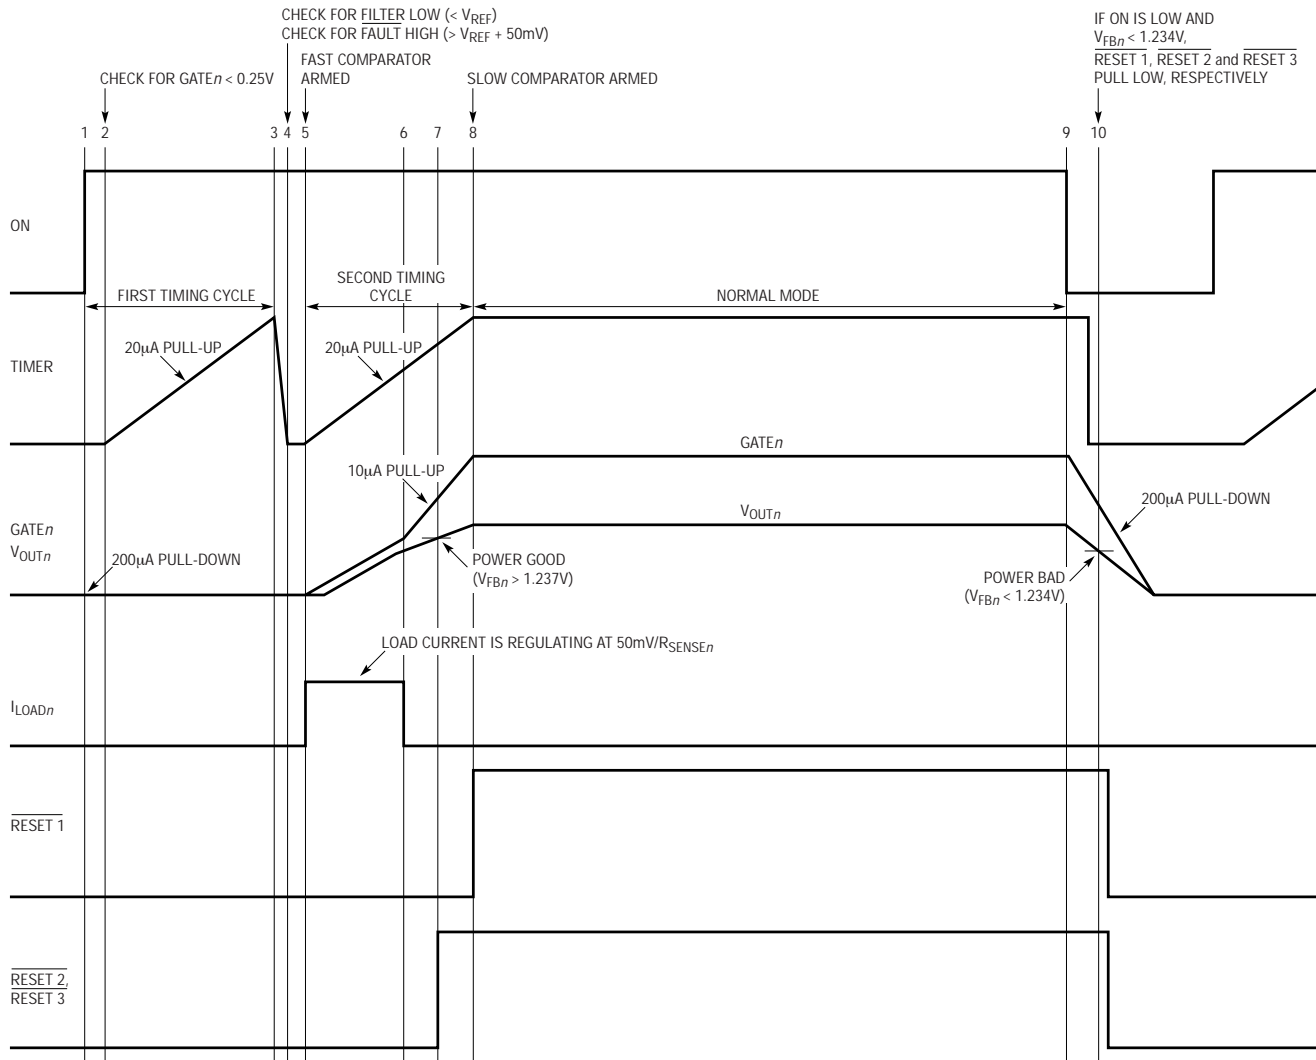 CHECK FOR FILTER LOW (< VREF)
CHECK FOR FAULT HIGH (> VREF + 50mV)
IF ON IS LOW AND
VFBn < 1.234V,
RESET 1, RESET 2 and RESET 3
PULL LOW, RESPECTIVELY
FAST COMPARATOR
ARMED
CHECK FOR GATEn < 0.25V
SLOW COMPARATOR ARMED
1 2 3 4 5 6 7 8 9 10
ON
FIRST TIMING CYCLE
SECOND TIMING
CYCLE
NORMAL MODE
20µA PULL-UP
20µA PULL-UP
TIMER
GATEn
10µA PULL-UP
200µA PULL-DOWN
VOUTn
GATEn
VOUTn
200µA PULL-DOWN
POWER GOOD
(VFBn > 1.237V)
POWER BAD
(VFBn < 1.234V)
LOAD CURRENT IS REGULATING AT 50mV/RSENSEn
ILOADn
RESET 1
RESET 2,
RESET 3